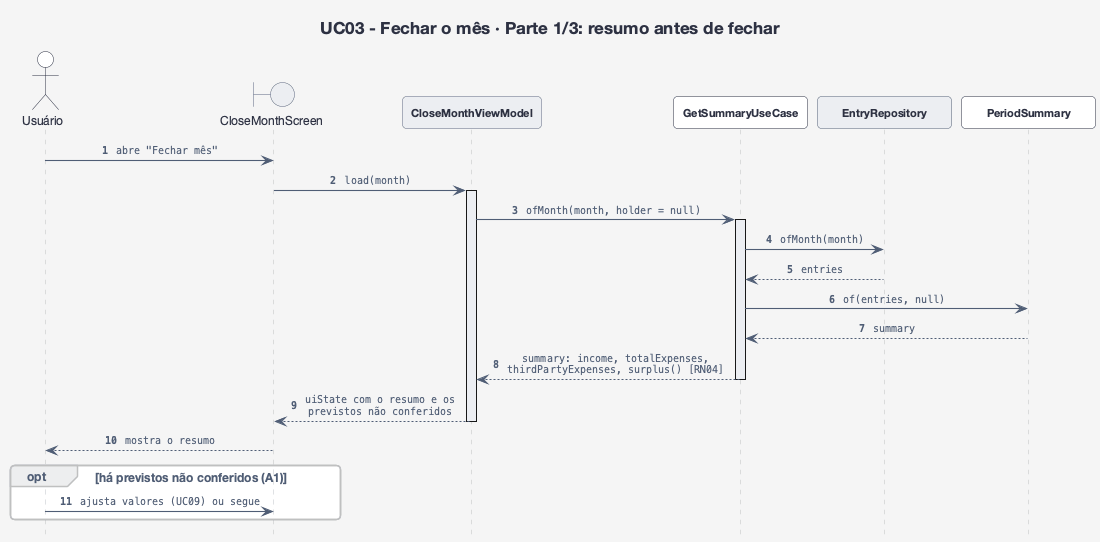 UC03 - Fechar o mês · Parte 1/3: resumo antes de fechar
Usuário
CloseMonthScreen
CloseMonthViewModel
GetSummaryUseCase
EntryRepository
PeriodSummary
1 abre "Fechar mês"
2 load(month)
3 ofMonth(month, holder = null)
4 ofMonth(month)
5 entries
6 of(entries, null)
7 summary
8 summary: income, totalExpenses,
thirdPartyExpenses, surplus() [RN04]
9 uiState com o resumo e os
previstos não conferidos
10 mostra o resumo
opt [há previstos não conferidos (A1)]
11 ajusta valores (UC09) ou segue